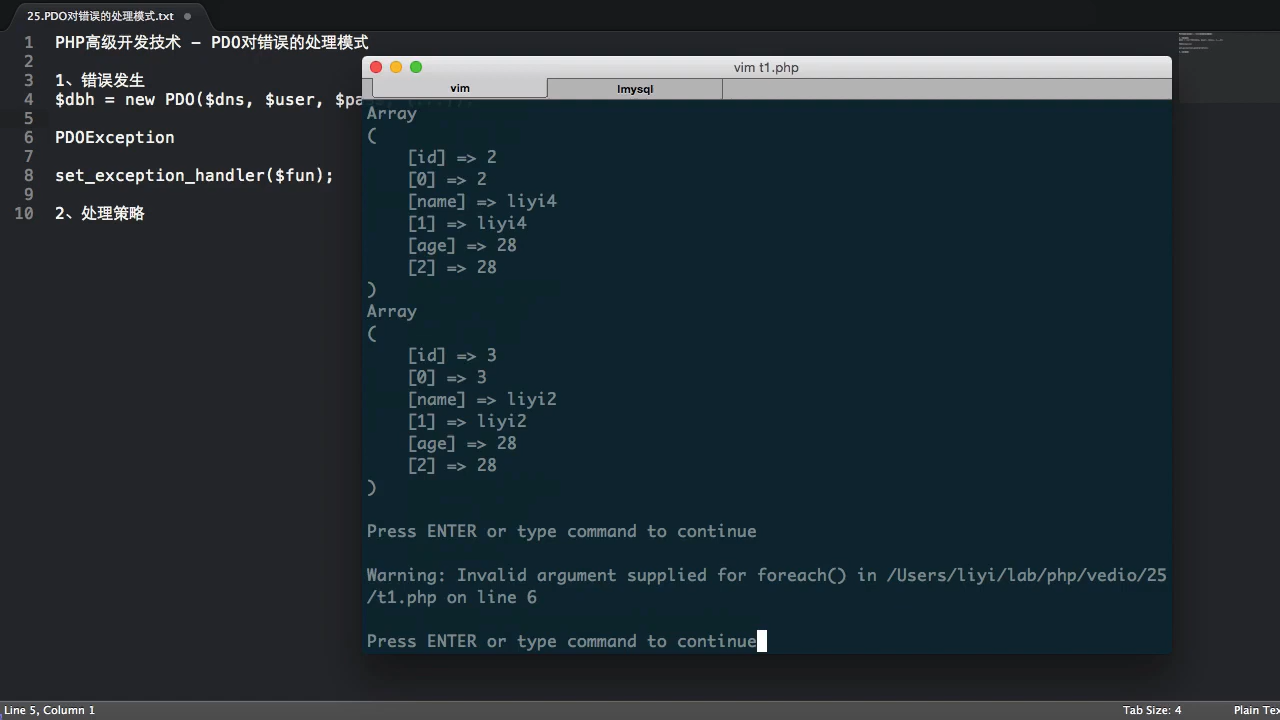 25.PDO对错误的处理模式.txt
1 PHP高级开发技术 – PDO对错误的处理模式
2
3 1、错误发生
4 $dbh = new PDO($dns, $user, $pa
5
6 PDOException
7
8 set_exception_handler($fun);
9
10 2、处理策略
vim t1.php
vim
lmysql
Array
(
[id] => 2
[0] => 2
[name] => liyi4
[1] => liyi4
[age] => 28
[2] => 28
)
Array
(
[id] => 3
[0] => 3
[name] => liyi2
[1] => liyi2
[age] => 28
[2] => 28
)
Press ENTER or type command to continue
Warning: Invalid argument supplied for foreach() in /Users/liyi/lab/php/vedio/25
/t1.php on line 6
Press ENTER or type command to continue
Line 5, Column 1
Tab Size: 4
Plain Tex